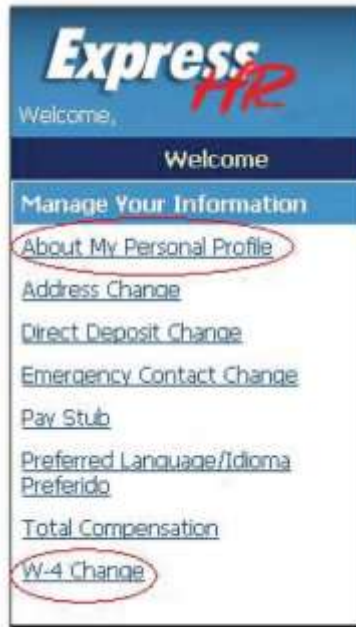 Express
HR
Welcome,
Welcome
Manage Your Information
About My Personal Profile
Address Change
Direct Deposit Change
Emergency Contact Change
Pay Stub
Preferred Language/Idioma
Preferido
Total Compensation
W-4 Change